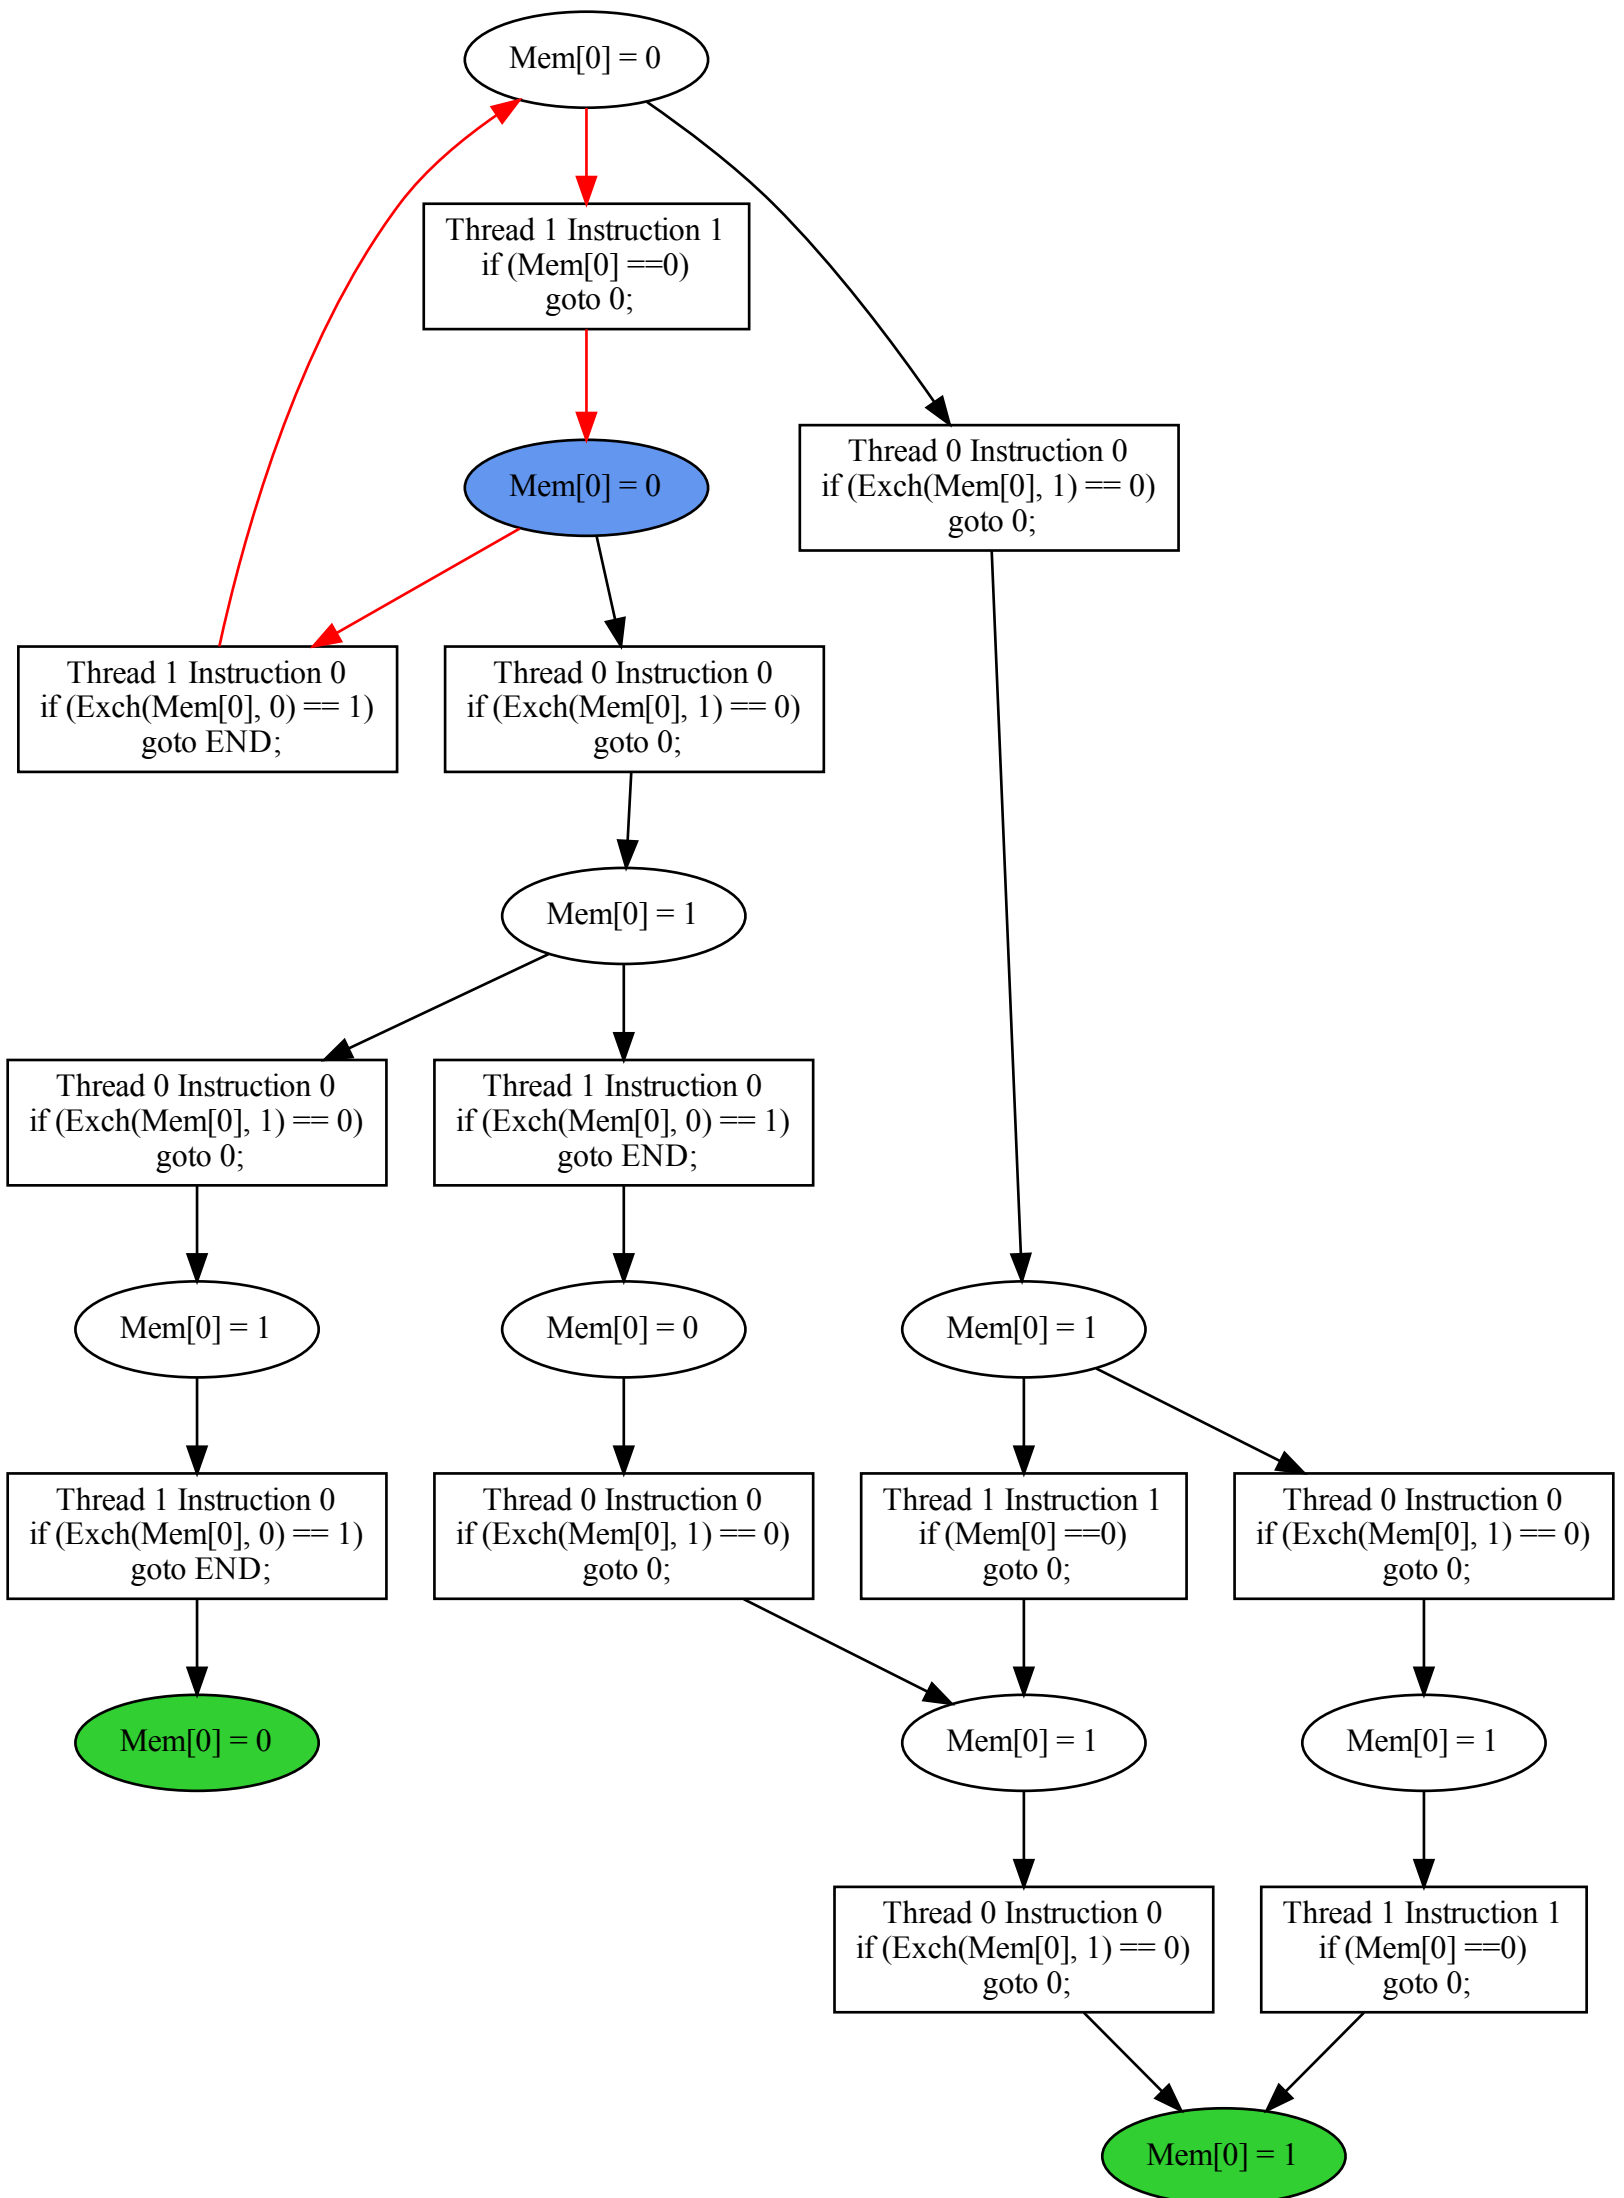 Mem[0] = 0
Thread 1 Instruction 1
if (Mem[0] ==0)
goto 0;
Thread 0 Instruction 0
if (Exch(Mem[0], 1) == 0)
goto 0;
Mem[0] = 0
Thread 1 Instruction 0
if (Exch(Mem[0], 0) == 1)
goto END;
Thread 0 Instruction 0
if (Exch(Mem[0], 1) == 0)
goto 0;
Mem[0] = 1
Thread 0 Instruction 0
if (Exch(Mem[0], 1) == 0)
goto 0;
Thread 1 Instruction 0
if (Exch(Mem[0], 0) == 1)
goto END;
Mem[0] = 1
Mem[0] = 0
Mem[0] = 1
Thread 1 Instruction 0
if (Exch(Mem[0], 0) == 1)
goto END;
Thread 0 Instruction 0
if (Exch(Mem[0], 1) == 0)
goto 0;
Thread 1 Instruction 1
if (Mem[0] ==0)
goto 0;
Thread 0 Instruction 0
if (Exch(Mem[0], 1) == 0)
goto 0;
Mem[0] = 0
Mem[0] = 1
Mem[0] = 1
Thread 0 Instruction 0
if (Exch(Mem[0], 1) == 0)
goto 0;
Thread 1 Instruction 1
if (Mem[0] ==0)
goto 0;
Mem[0] = 1